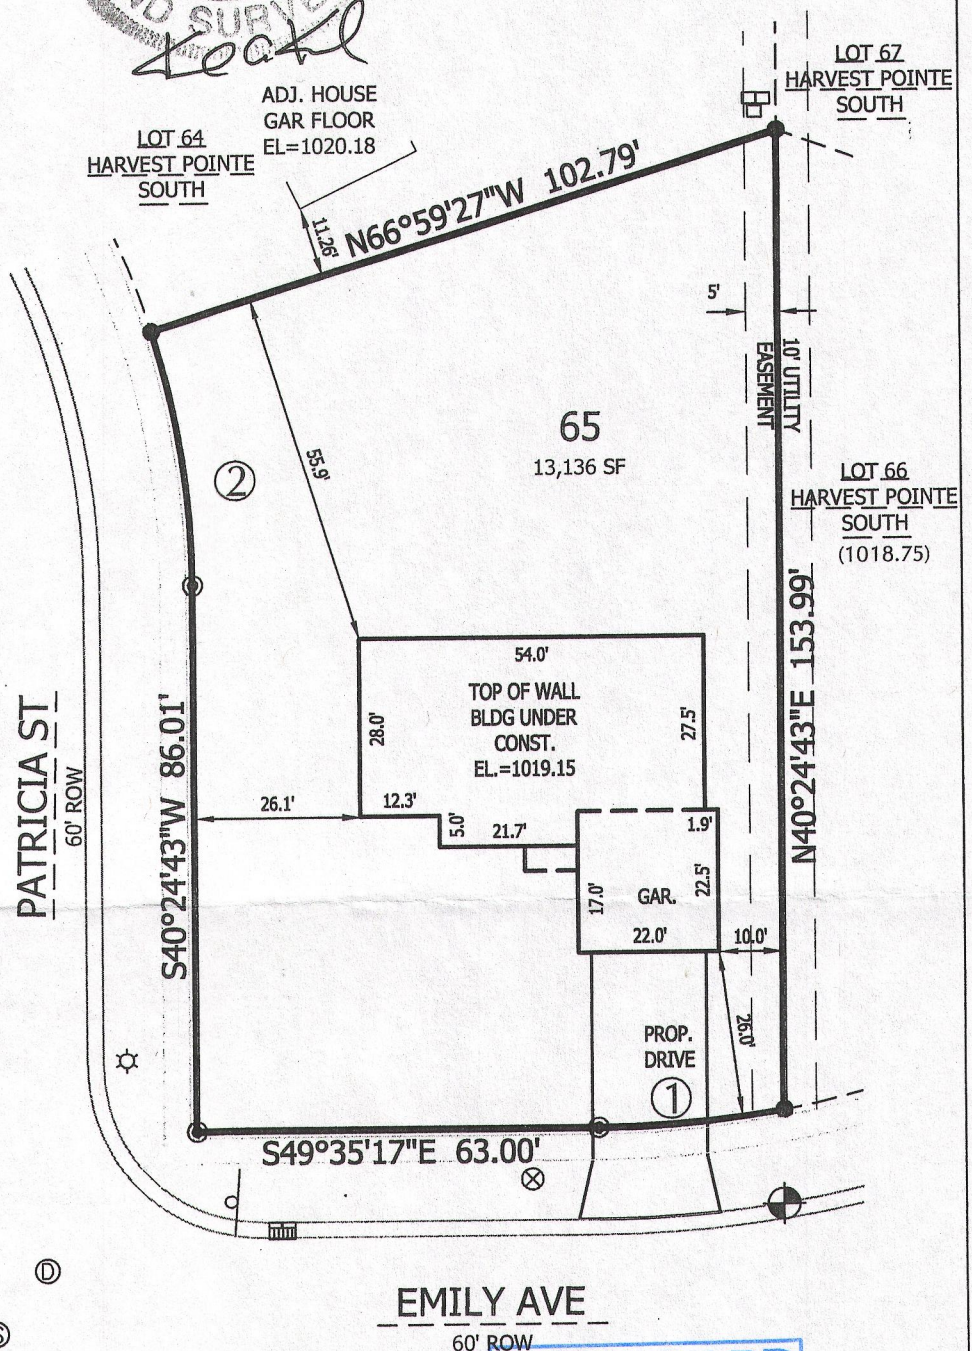 ND SURVE
LOT 67
HARVEST POINTE
SOUTH
ADJ. HOUSE
GAR FLOOR
EL=1020.18
LOT 64
HARVEST POINTE
SOUTH
N66°59'27"W 102.79'
11.26'
5'
10' UTILITY
EASEMENT
65
13,136 SF
55.9'
2
LOT 66
HARVEST POINTE
SOUTH
(1018.75)
54.0'
TOP OF WALL
BLDG UNDER
CONST.
EL.=1019.15
28.0'
27.5'
N40°24'43"E 153.99'
PATRICIA ST
60' ROW
S40°24'43"W 86.01'
26.1'
12.3'
5.0'
21.7'
1.9'
17.0'
GAR.
22.5'
22.0'
10.0'
26.0'
PROP.
DRIVE
1
S49°35'17"E 63.00'
D
S
EMILY AVE
60' ROW